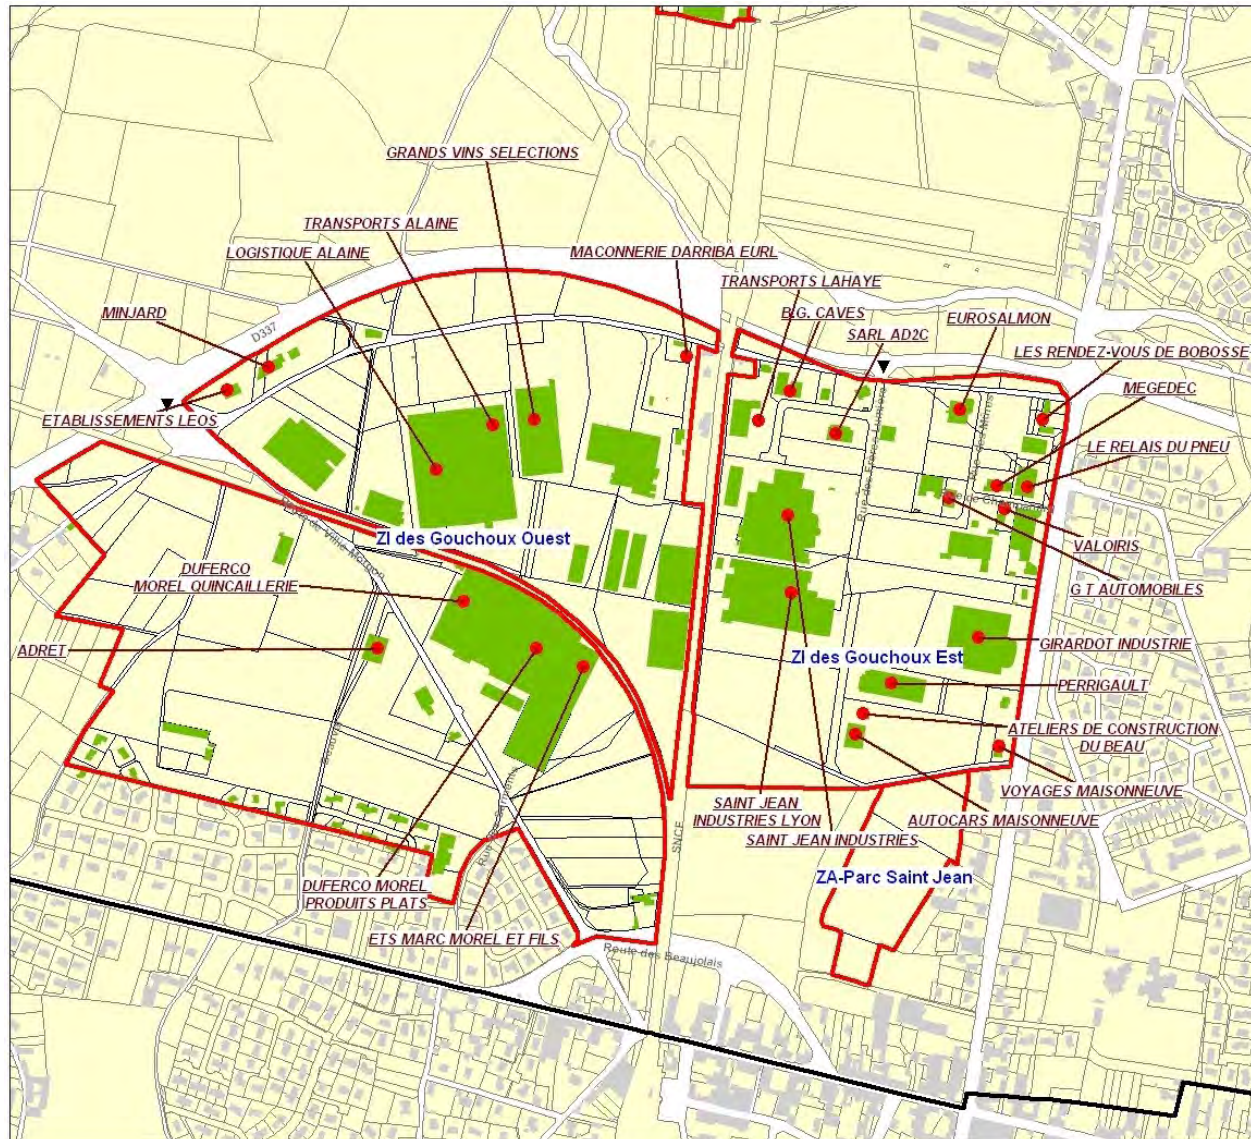 GRANDS VINS SELECTIONS
TRANSPORTS ALAINE
LOGISTIQUE ALAINE
MACONNERIE DARRIBA EURL
TRANSPORTS LAHAYE
MINJARD
B.G. CAVES
EUROSALMON
D337
SARL AD2C
LES RENDEZ-VOUS DE BOBOSSE
MEGEDEC
ETABLISSEMENTS LEOS
LE RELAIS DU PNEU
Route de Villié Morgon
ZI des Gouchoux Ouest
VALOIRIS
DUFERCO
MOREL QUINCAILLERIE
G T AUTOMOBILES
ADRET
GIRARDOT INDUSTRIE
ZI des Gouchoux Est
PERRIGAULT
ATELIERS DE CONSTRUCTION
DU BEAU
VOYAGES MAISONNEUVE
SAINT JEAN
INDUSTRIES LYON
AUTOCARS MAISONNEUVE
SAINT JEAN INDUSTRIES
SNCF
ZA-Parc Saint Jean
DUFERCO MOREL
PRODUITS PLATS
ETS MARC MOREL ET FILS
Route des Beaujolais